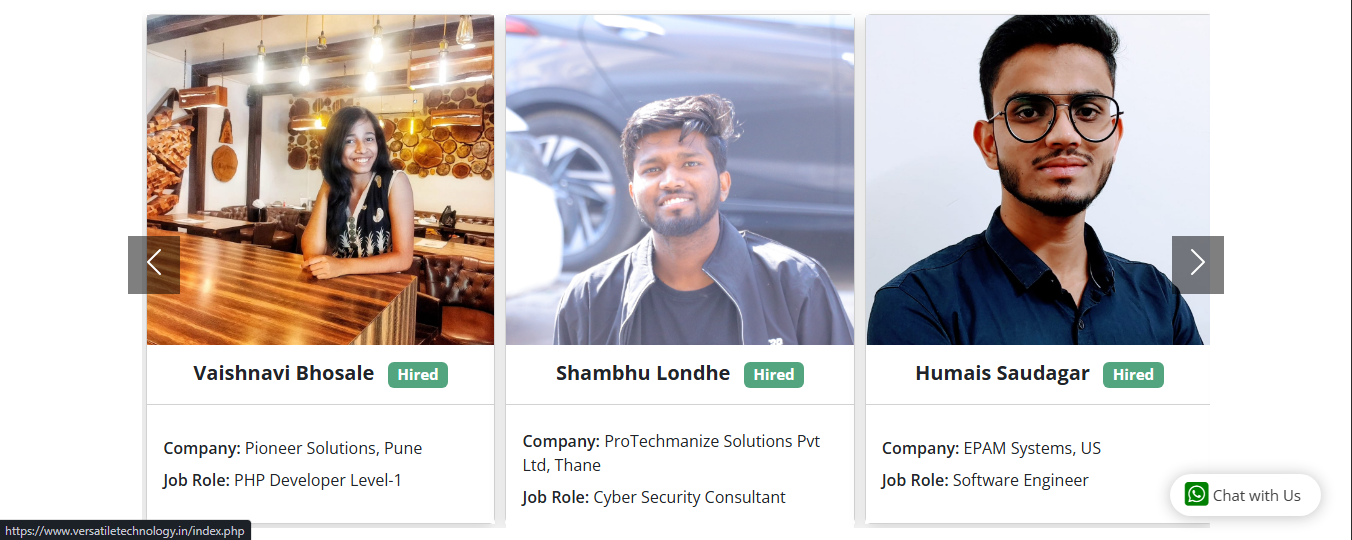 Vaishnavi Bhosale Hired
Company: Pioneer Solutions, Pune
Job Role: PHP Developer Level-1
Shambhu Londhe Hired
Company: ProTechmanize Solutions Pvt
Ltd, Thane
Job Role: Cyber Security Consultant
Humais Saudagar Hired
Company: EPAM Systems, US
Job Role: Software Engineer
Chat with Us
https://www.versatiletechnology.in/index.php